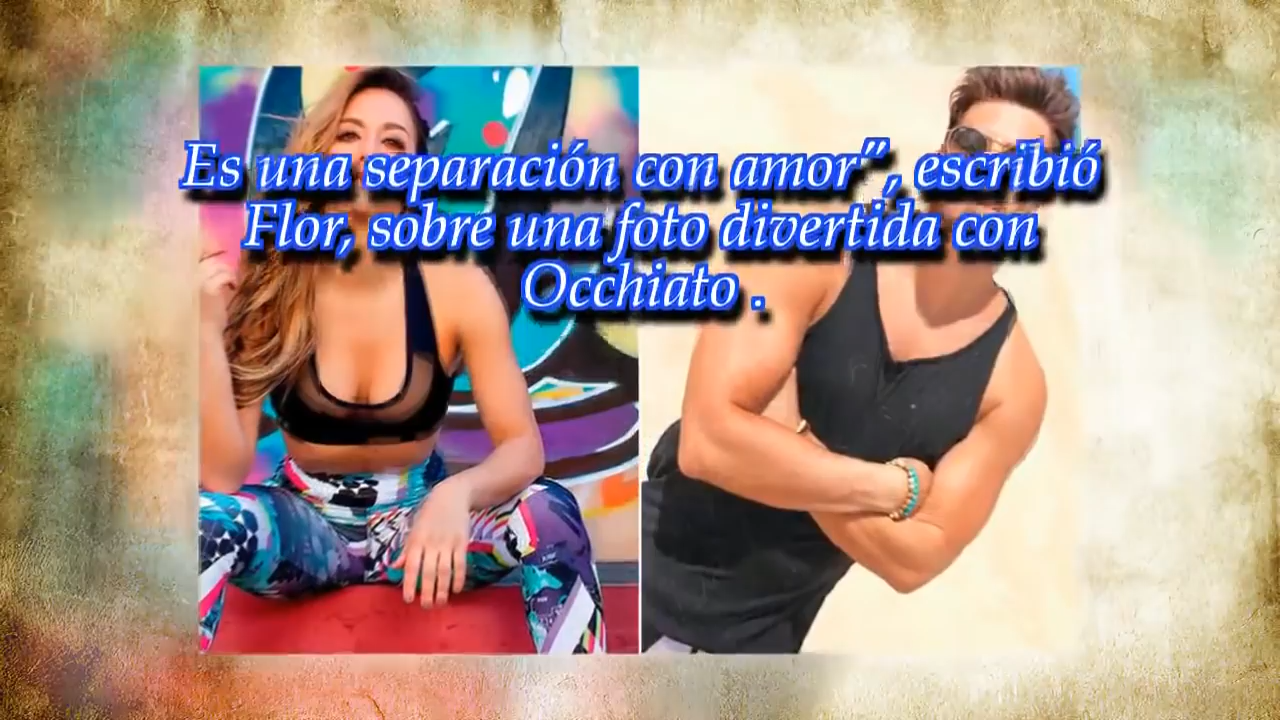 Es una separación con amor”, escribió
Flor, sobre una foto divertida con
Occhiato .